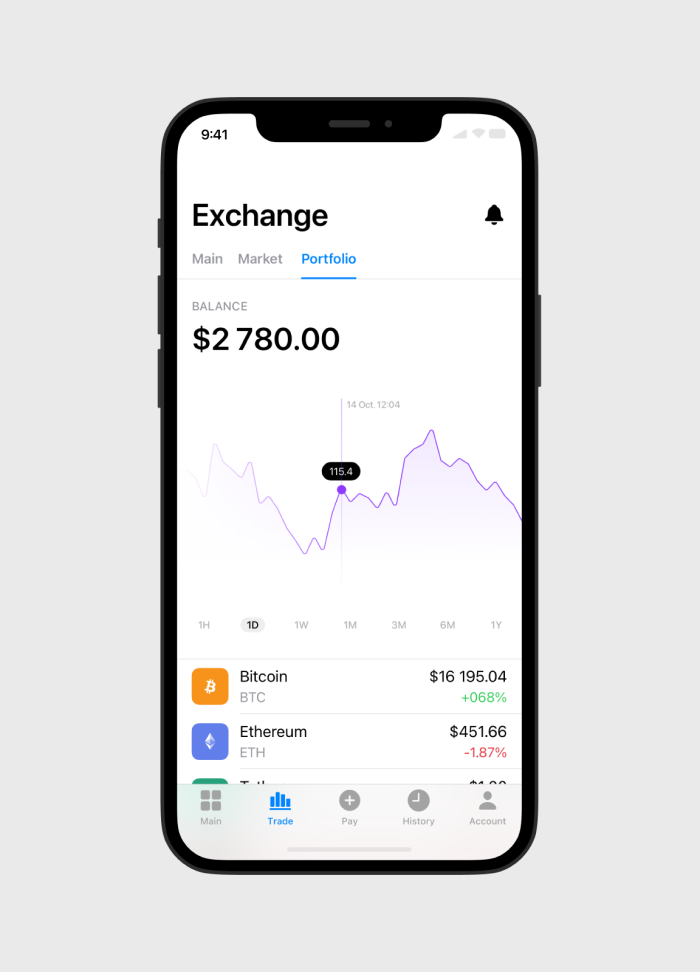 9:41
Exchange
Main Market Portfolio
BALANCE
$2 780.00
14 Oct. 12:04
115.4
1H 1D 1W 1M 3M 6M 1Y
Bitcoin $16 195.04
BTC +068%
Ethereum $451.66
ETH -1.87%
Main Trade Pay History Account